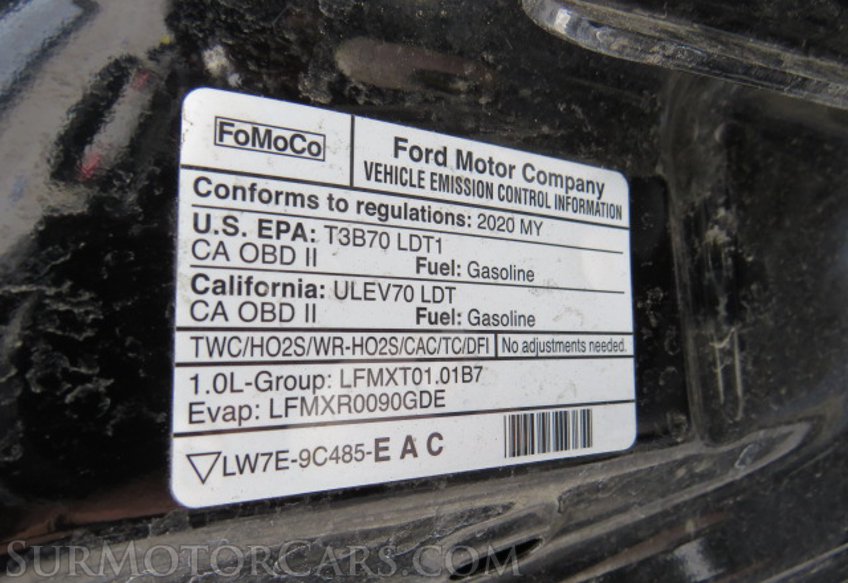 FoMoCo
Ford Motor Company
VEHICLE EMISSION CONTROL INFORMATION
Conforms to regulations: 2020 MY
U.S. EPA: T3B70 LDT1
CA OBD II Fuel: Gasoline
California: ULEV70 LDT
CA OBD II Fuel: Gasoline
TWC/HO2S/WR-HO2S/CAC/TC/DFI No adjustments needed.
1.0L-Group: LFMXT01.01B7
Evap: LFMXR0090GDE
LW7E-9C485-E A C
SurMotorCars.com